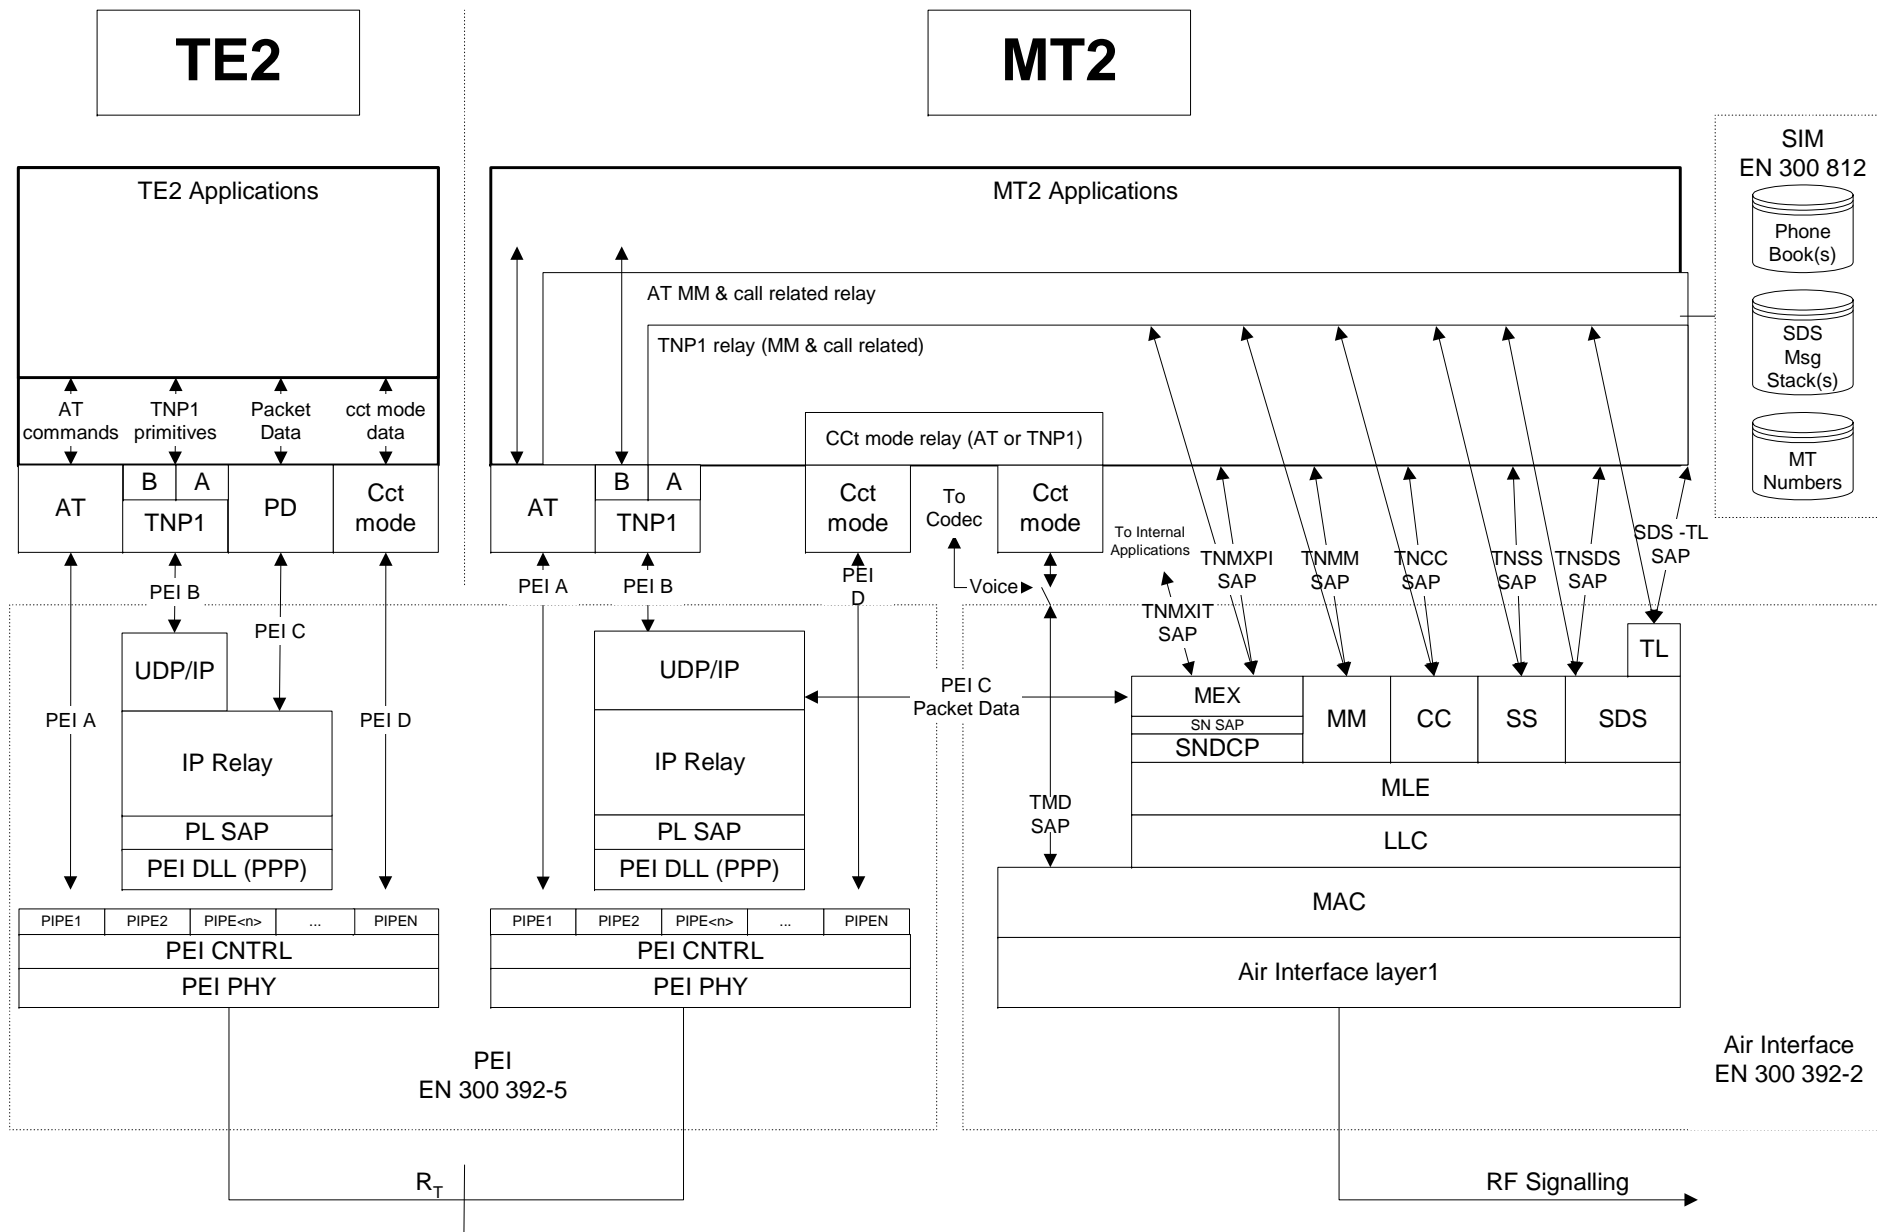 TE2
MT2
SIM
EN 300 812
Phone
Book(s)
SDS
Msg
Stack(s)
MT
Numbers
TE2 Applications
AT
commands
TNP1
primitives
Packet
Data
cct mode
data
AT
B
A
TNP1
PD
Cct
mode
MT2 Applications
AT MM & call related relay
TNP1 relay (MM & call related)
CCt mode relay (AT or TNP1)
AT
B
A
TNP1
Cct
mode
To
Codec
Cct
mode
To Internal
Applications
TNMXPI
SAP
TNMM
SAP
TNCC
SAP
TNSS
SAP
TNSDS
SAP
SDS -TL
SAP
PEI A
PEI B
PEI C
PEI D
UDP/IP
IP Relay
PL SAP
PEI DLL (PPP)
PIPE1
PIPE2
PIPE<n>
...
PIPEN
PEI CNTRL
PEI PHY
PEI A
PEI B
PEI
D
Voice
UDP/IP
IP Relay
PL SAP
PEI DLL (PPP)
PIPE1
PIPE2
PIPE<n>
...
PIPEN
PEI CNTRL
PEI PHY
PEI C
Packet Data
TNMXIT
SAP
TMD
SAP
TL
MEX
SN SAP
SNDCP
MM
CC
SS
SDS
MLE
LLC
MAC
Air Interface layer1
PEI
EN 300 392-5
Air Interface
EN 300 392-2
RT
RF Signalling